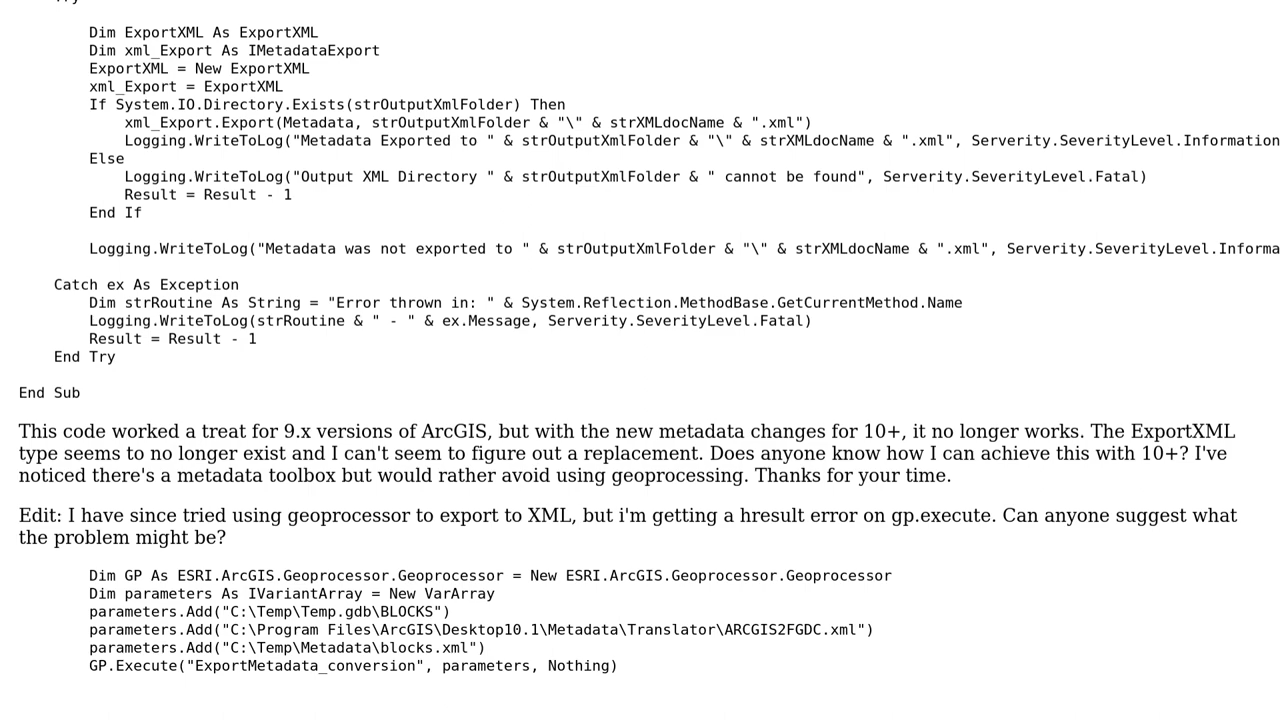 Dim ExportXML As ExportXML
Dim xml_Export As IMetadataExport
ExportXML = New ExportXML
xml_Export = ExportXML
If System.IO.Directory.Exists(strOutputXmlFolder) Then
xml_Export.Export(Metadata, strOutputXmlFolder & "\" & strXMLdocName & ".xml")
Logging.WriteToLog("Metadata Exported to " & strOutputXmlFolder & "\" & strXMLdocName & ".xml", Serverity.SeverityLevel.Information
Else
Logging.WriteToLog("Output XML Directory " & strOutputXmlFolder & " cannot be found", Serverity.SeverityLevel.Fatal)
Result = Result - 1
End If
Logging.WriteToLog("Metadata was not exported to " & strOutputXmlFolder & "\" & strXMLdocName & ".xml", Serverity.SeverityLevel.Informa
Catch ex As Exception
Dim strRoutine As String = "Error thrown in: " & System.Reflection.MethodBase.GetCurrentMethod.Name
Logging.WriteToLog(strRoutine & " - " & ex.Message, Serverity.SeverityLevel.Fatal)
Result = Result - 1
End Try
End Sub
This code worked a treat for 9.x versions of ArcGIS, but with the new metadata changes for 10+, it no longer works. The ExportXML
type seems to no longer exist and I can't seem to figure out a replacement. Does anyone know how I can achieve this with 10+? I've
noticed there's a metadata toolbox but would rather avoid using geoprocessing. Thanks for your time.
Edit: I have since tried using geoprocessor to export to XML, but i'm getting a hresult error on gp.execute. Can anyone suggest what
the problem might be?
Dim GP As ESRI.ArcGIS.Geoprocessor.Geoprocessor = New ESRI.ArcGIS.Geoprocessor.Geoprocessor
Dim parameters As IVariantArray = New VarArray
parameters.Add("C:\Temp\Temp.gdb\BLOCKS")
parameters.Add("C:\Program Files\ArcGIS\Desktop10.1\Metadata\Translator\ARCGIS2FGDC.xml")
parameters.Add("C:\Temp\Metadata\blocks.xml")
GP.Execute("ExportMetadata_conversion", parameters, Nothing)